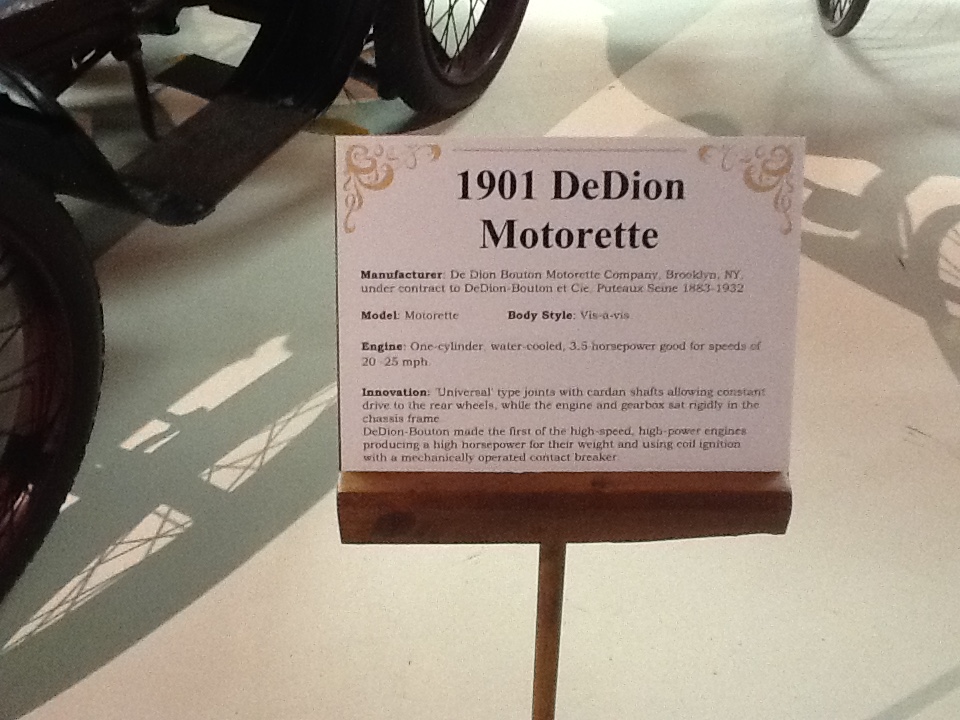 1901 DeDion
Motorette
Manufacturer: De Dion Bouton Motorette Company, Brooklyn, NY,
under contract to DeDion-Bouton et Cie, Puteaux Seine 1883-1932
Model: Motorette Body Style: Vis-à-vis
Engine: One-cylinder, water-cooled, 3.5 horsepower good for speeds of
20 -25 mph.
Innovation: 'Universal' type joints with cardan shafts allowing constant
drive to the rear wheels, while the engine and gearbox sat rigidly in the
chassis frame.
DeDion-Bouton made the first of the high-speed, high-power engines
producing a high horsepower for their weight and using coil ignition
with a mechanically operated contact breaker.